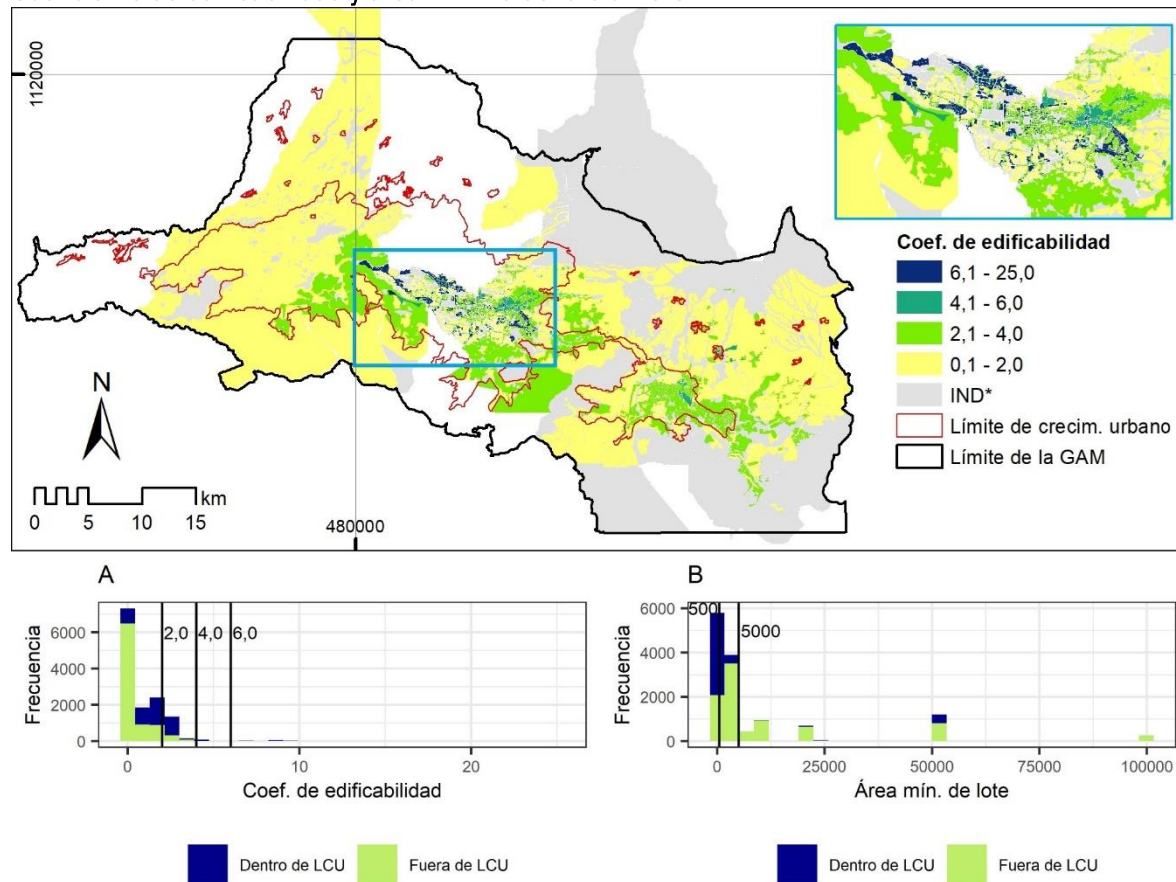 1120000
Coef. de edificabilidad
6,1 - 25,0
4,1 - 6,0
2,1 - 4,0
0,1 - 2,0
IND*
Límite de crecim. urbano
Límite de la GAM
N
km
0 5 10 15
480000
A
2,0 4,0 6,0
Frecuencia
6000
4000
2000
0
0 20
Coef. de edificabilidad
Dentro de LCU Fuera de LCU
B
500
5000
Frecuencia
6000
4000
2000
0
0 25000 50000 75000 100000
Área mín. de lote
Dentro de LCU Fuera de LCU